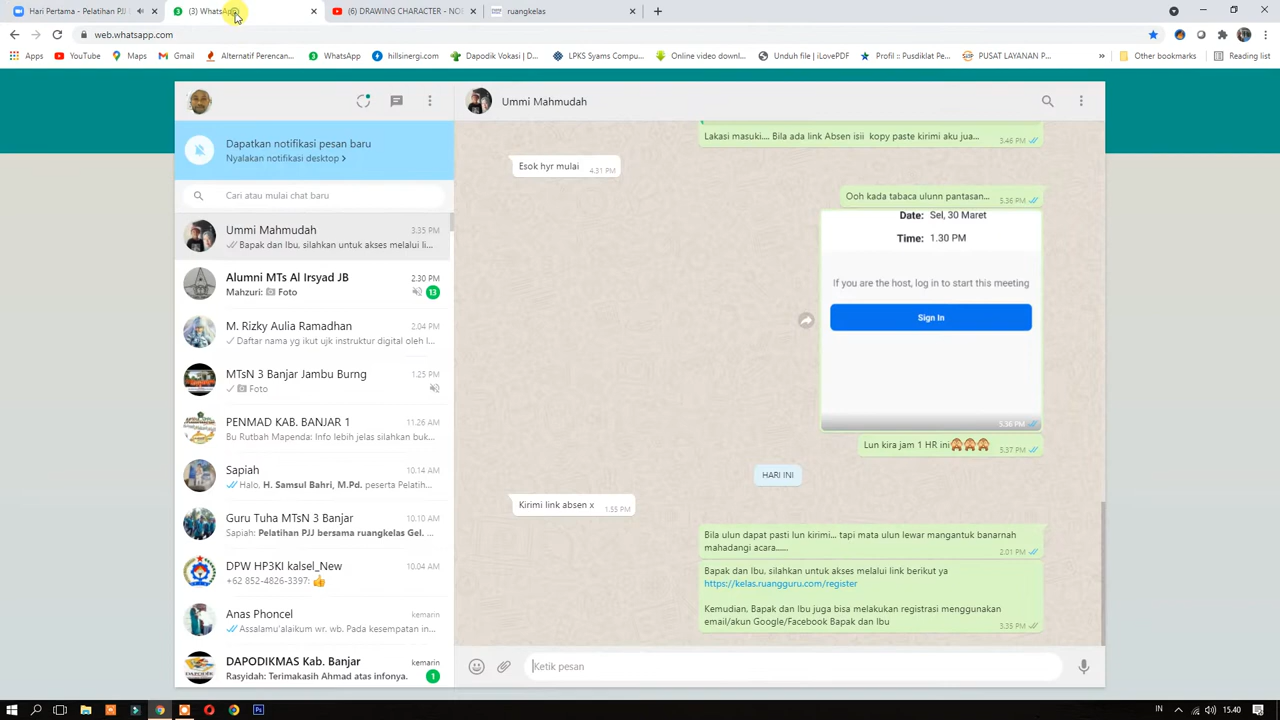 Hari Pertama - Pelatihan PJJ
(3) WhatsApp
(6) DRAWING CHARACTER - NO
ruangkelas
web.whatsapp.com
Apps
YouTube
Maps
Gmail
Alternatif Perencan...
WhatsApp
hillsinergi.com
Dapodik Vokasi | D...
LPKS Syams Compu...
Online video downl...
Unduh file | iLovePDF
Profil :: Pusdiklat Pe...
PUSAT LAYANAN P...
Other bookmarks
Reading list
Dapatkan notifikasi pesan baru
Nyalakan notifikasi desktop >
Cari atau mulai chat baru
Ummi Mahmudah
3:35 PM
Bapak dan Ibu, silahkan untuk akses melalui li...
Alumni MTs Al Irsyad JB
2.30 PM
Mahzuri: Foto
13
M. Rizky Aulia Ramadhan
2.04 PM
Daftar nama yg ikut ujk instruktur digital oleh I...
MTsN 3 Banjar Jambu Burng
1.25 PM
Foto
PENMAD KAB. BANJAR 1
11.26 AM
Bu Rutbah Mapenda: Info lebih jelas silahkan buk...
Sapiah
10.14 AM
Halo, H. Samsul Bahri, M.Pd. peserta Pelatih...
Guru Tuha MTsN 3 Banjar
10.10 AM
Sapiah: Pelatihan PJJ bersama ruangkelas Gel. ...
DPW HP3KI kalsel_New
10.04 AM
+62 852-4826-3397: 👍
Anas Phoncel
kemarin
Assalamu'alaikum wr. wb. Pada kesempatan in...
DAPODIKMAS Kab. Banjar
kemarin
Rasyidah: Terimakasih Ahmad atas infonya.
1
Ummi Mahmudah
Lakasi masuki.... Bila ada link Absen isii kopy paste kirimi aku jua...
3:46 PM
Esok hyr mulai
4.31 PM
Ooh kada tabaca ulunn pantasan...
5.36 PM
Date: Sel, 30 Maret
Time: 1.30 PM
If you are the host, log in to start this meeting
Sign In
5.36 PM
Lun kira jam 1 HR ini🙈🙈🙈
5.37 PM
HARI INI
Kirimi link absen x
1.55 PM
Bila ulun dapat pasti lun kirimi... tapi mata ulun lewar mangantuk banarnah
mahadangi acara......
2.01 PM
Bapak dan Ibu, silahkan untuk akses melalui link berikut ya
https://kelas.ruangguru.com/register
Kemudian, Bapak dan Ibu juga bisa melakukan registrasi menggunakan
email/akun Google/Facebook Bapak dan Ibu
3.35 PM
Ketik pesan
IN
15.40